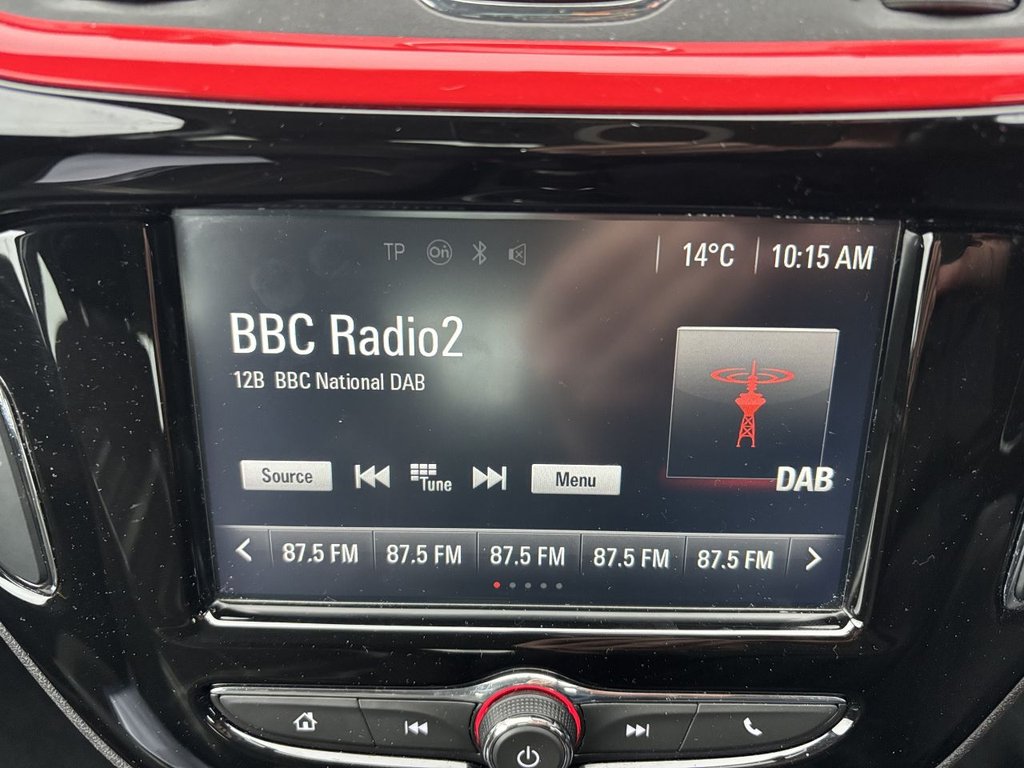 TP On 14°C 10:15 AM
BBC Radio2
12B BBC National DAB
DAB
Source Tune Menu
87.5 FM 87.5 FM 87.5 FM 87.5 FM 87.5 FM